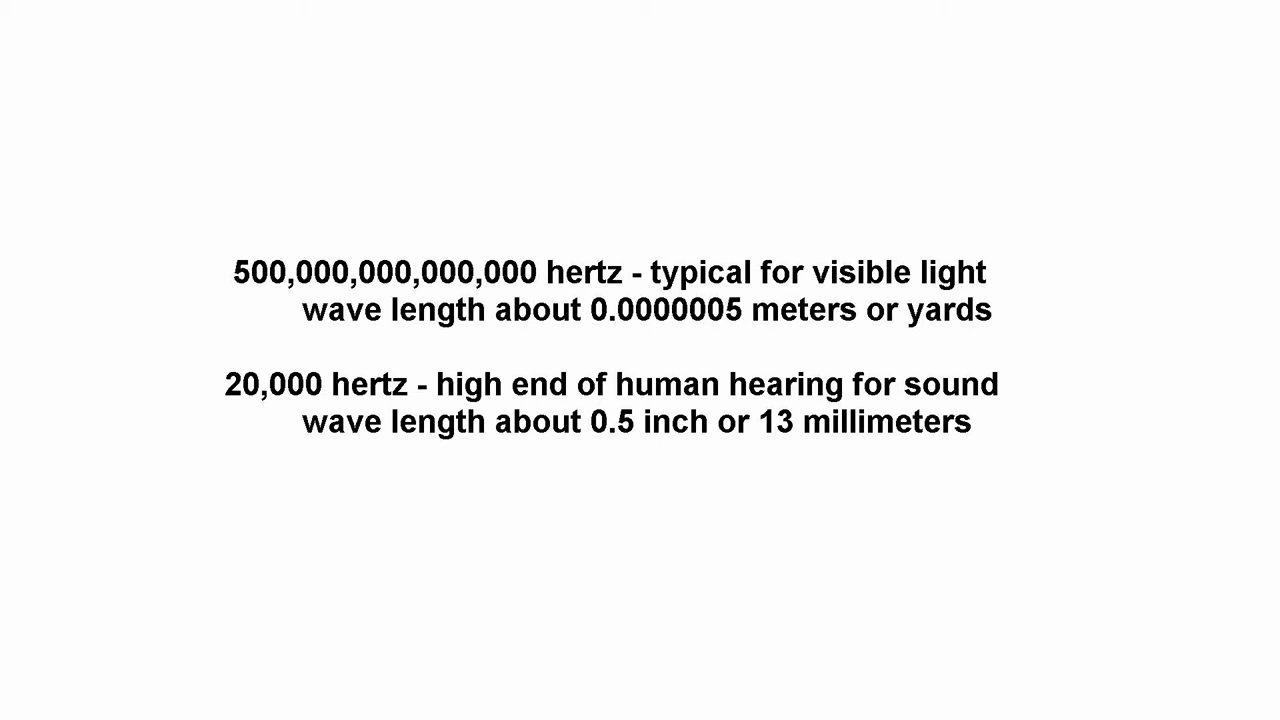 500,000,000,000,000 hertz - typical for visible light
wave length about 0.0000005 meters or yards
20,000 hertz - high end of human hearing for sound
wave length about 0.5 inch or 13 millimeters